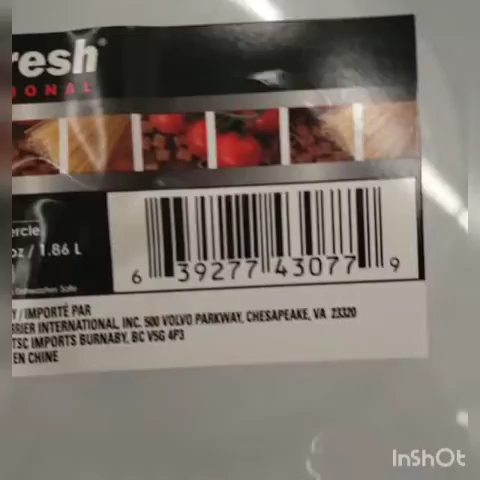 resh®
IONAL
ercle
oz / 1.86 L
Dishwasher Safe
6 39277 43077 9
Y / IMPORTÉ PAR
RIER INTERNATIONAL, INC. 500 VOLVO PARKWAY, CHESAPEAKE, VA 23320
TSC IMPORTS BURNABY, BC V5G 4P3
EN CHINE
InShOt